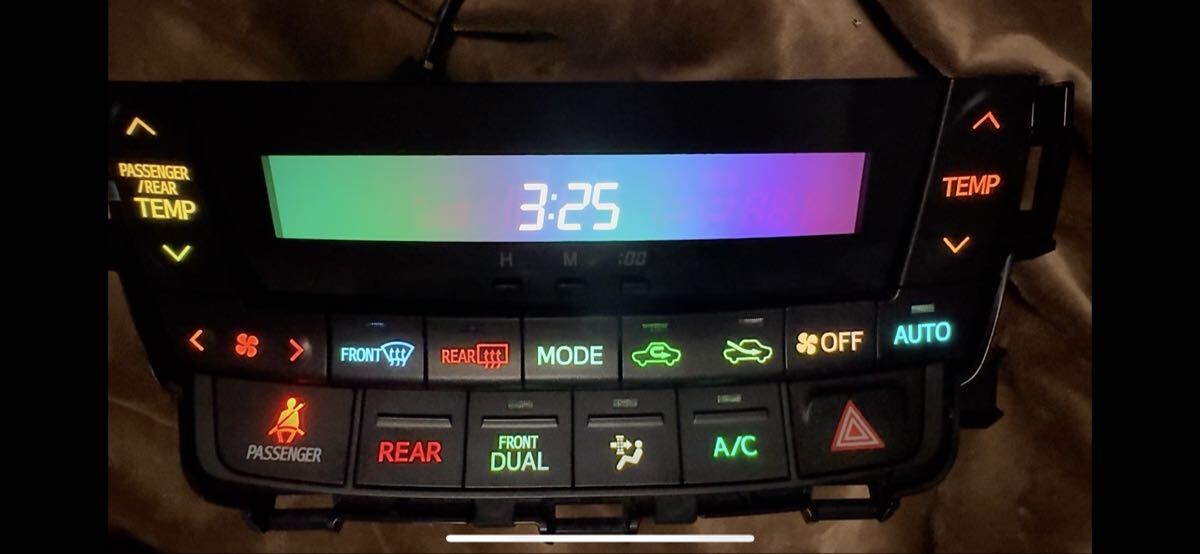 PASSENGER
/REAR
TEMP
3:25
TEMP
H M :00
FRONT
REAR
MODE
OFF
AUTO
PASSENGER
REAR
FRONT
DUAL
A/C